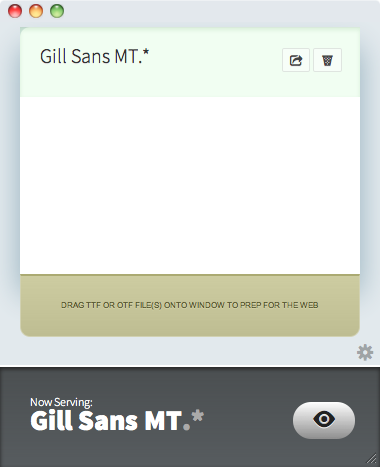 Gill Sans MT.*
DRAG TTF OR OTF FILE(S) ONTO WINDOW TO PREP FOR THE WEB
Now Serving:
Gill Sans MT.*